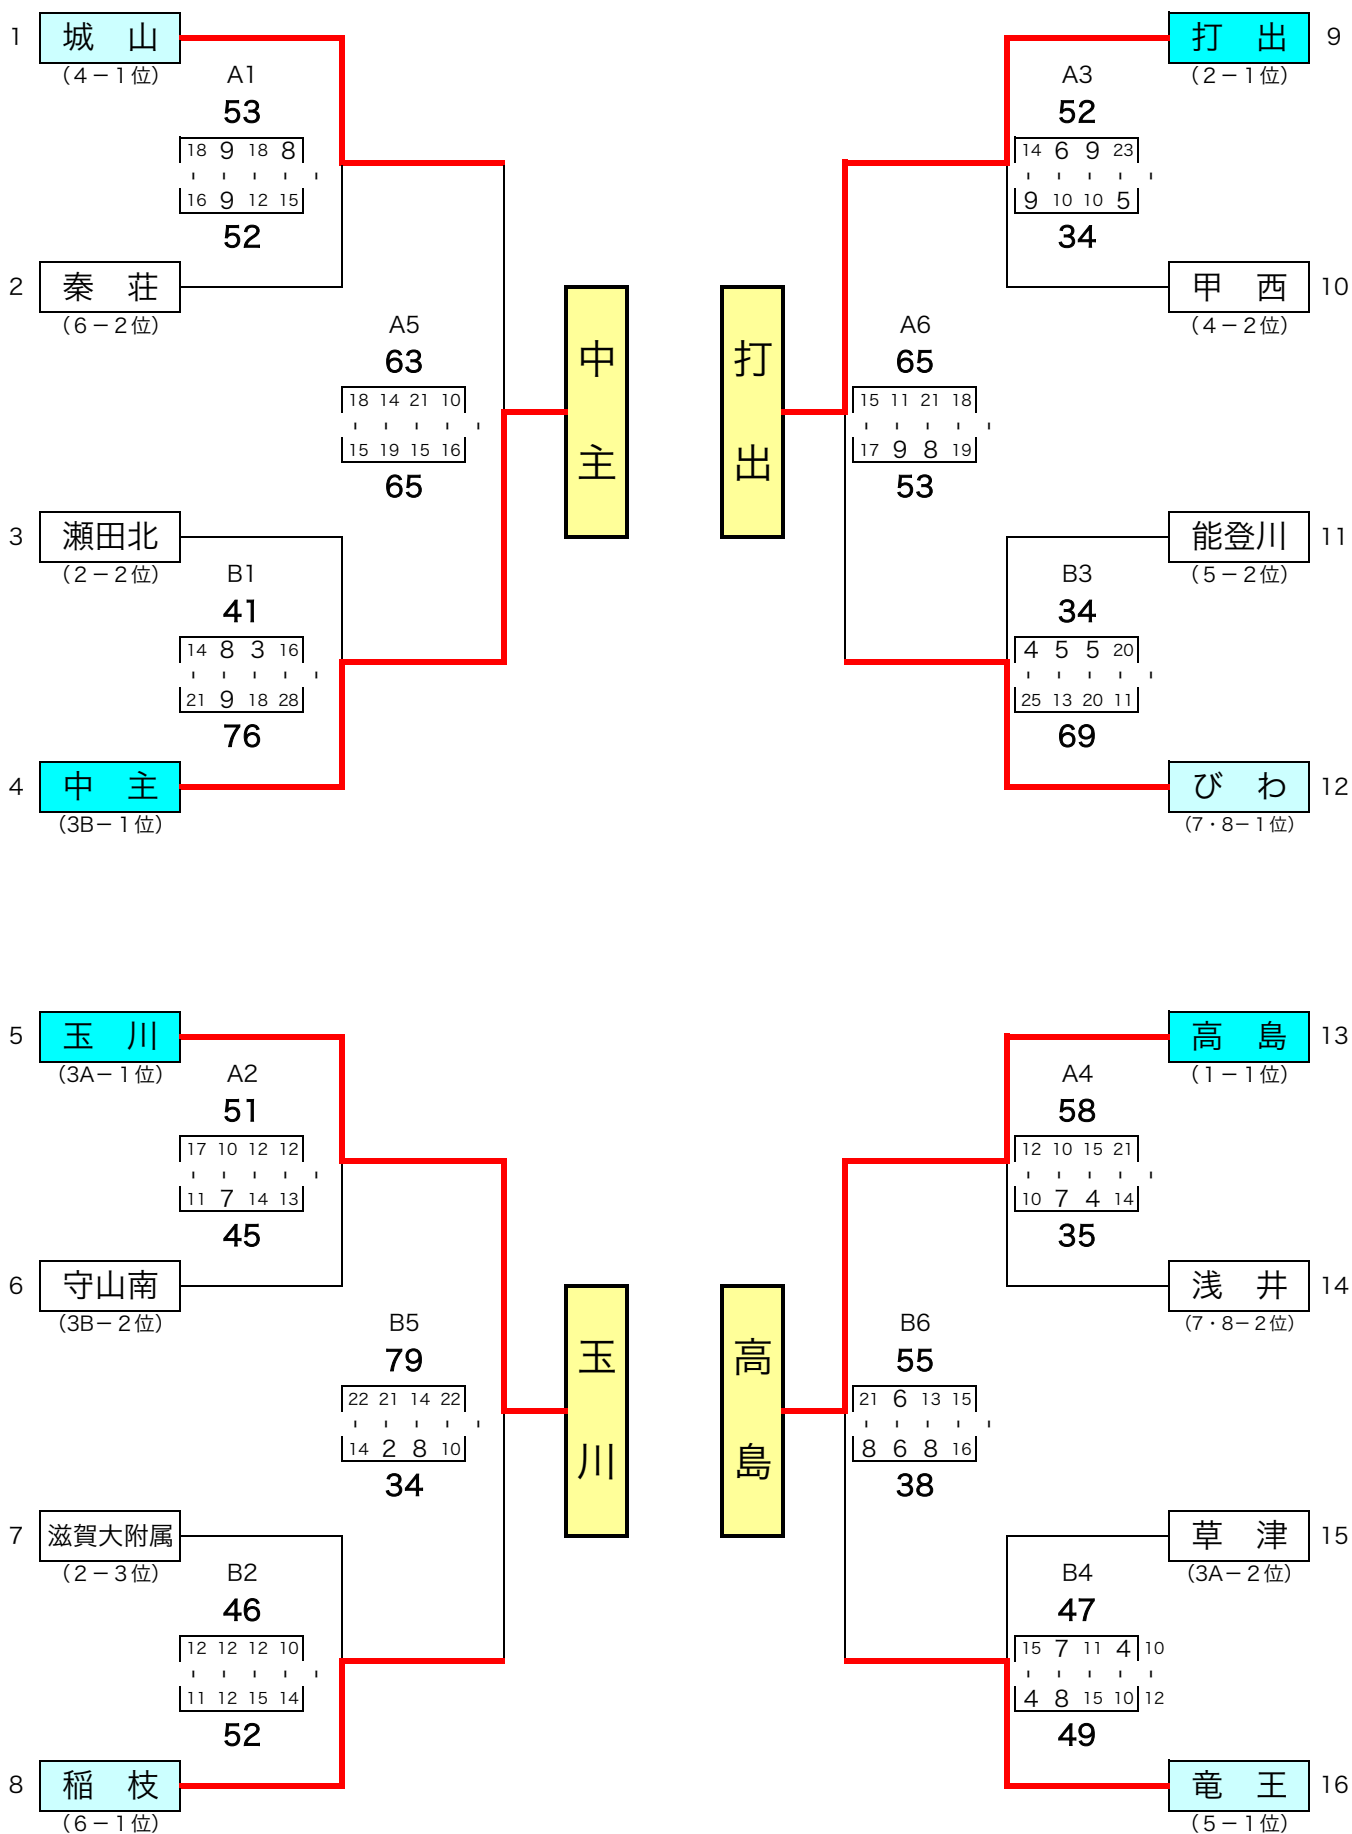 1 城　山
（4－1位）
A1
53
18 9 18 8
- - - - -
16 9 12 15
52
2 秦　荘
（6－2位）
A5
63
18 14 21 10
- - - - -
15 19 15 16
65
3 瀬田北
（2－2位）
B1
41
14 8 3 16
- - - - -
21 9 18 28
76
4 中　主
（3B－1位）
中主
打　出 9
（2－1位）
A3
52
14 6 9 23
- - - - -
9 10 10 5
34
甲　西 10
（4－2位）
A6
65
15 11 21 18
- - - - -
17 9 8 19
53
能登川 11
（5－2位）
B3
34
4 5 5 20
- - - - -
25 13 20 11
69
びわ 12
（7・8－1位）
打出
5 玉　川
（3A－1位）
A2
51
17 10 12 12
- - - - -
11 7 14 13
45
6 守山南
（3B－2位）
B5
79
22 21 14 22
- - - - -
14 2 8 10
34
7 滋賀大附属
（2－3位）
B2
46
12 12 12 10
- - - - -
11 12 15 14
52
8 稲　枝
（6－1位）
玉川
高　島 13
（1－1位）
A4
58
12 10 15 21
- - - - -
10 7 4 14
35
浅　井 14
（7・8－2位）
B6
55
21 6 13 15
- - - - -
8 6 8 16
38
草　津 15
（3A－2位）
B4
47
15 7 11 4 10
- - - - -
4 8 15 10 12
49
竜　王 16
（5－1位）
高島